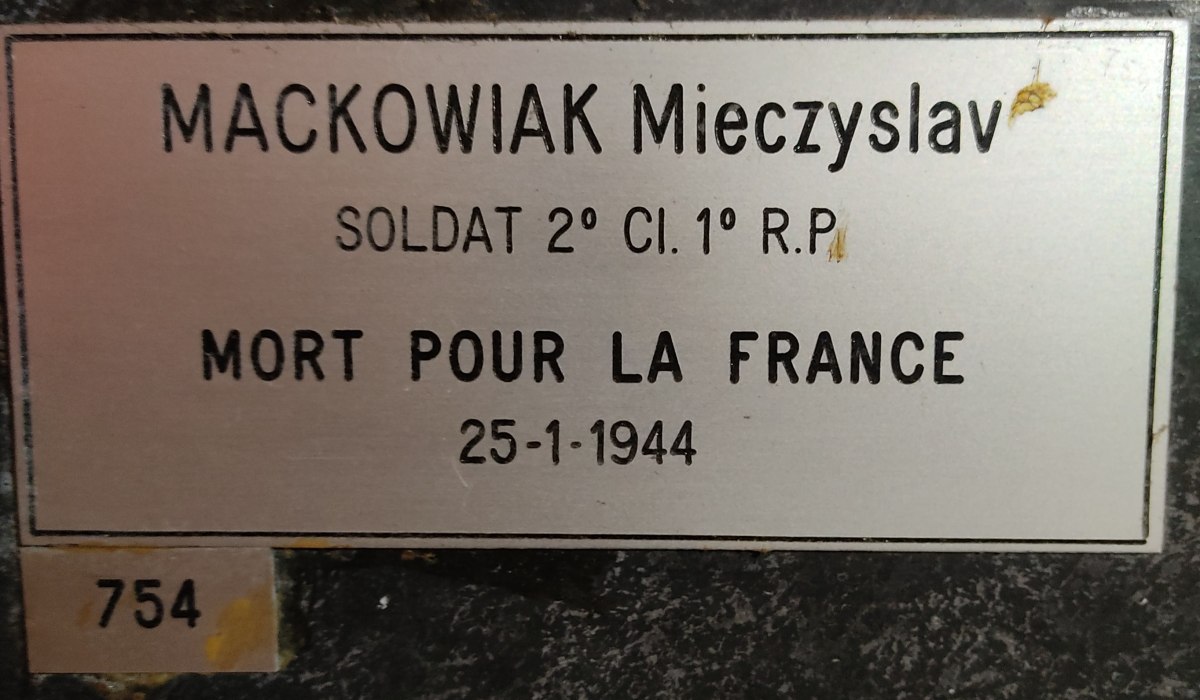 MACKOWIAK Mieczyslav
SOLDAT 2° Cl. 1° R.P.
MORT POUR LA FRANCE
25-1-1944
754